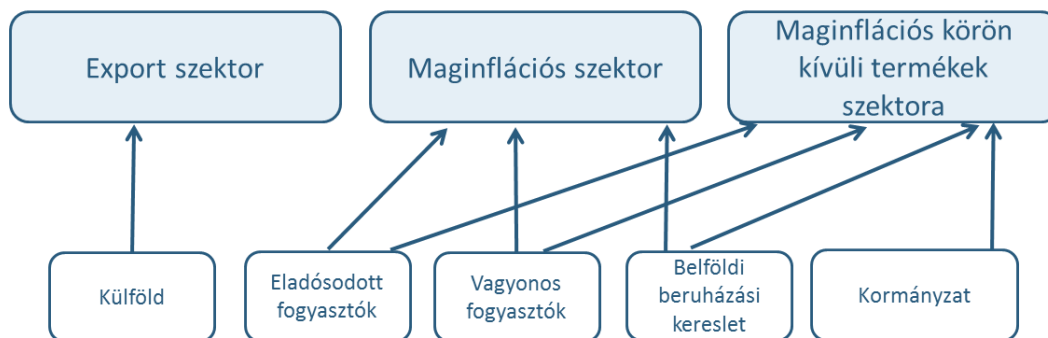 Export szektor
Maginflációs szektor
Maginflációs körön
kívüli termékek
szektora
Külföld
Eladósodott
fogyasztók
Vagyonos
fogyasztók
Belföldi
beruházási
kereslet
Kormányzat